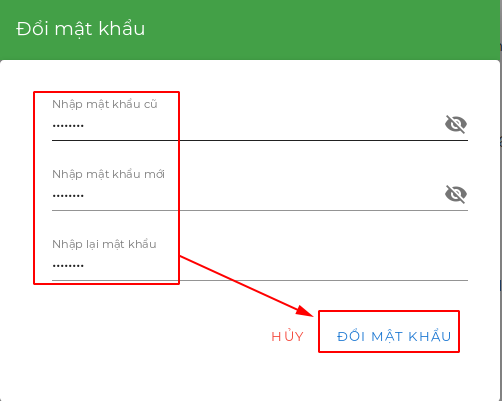 Đổi mật khẩu
Nhập mật khẩu cũ
••••••••
Nhập mật khẩu mới
••••••••
Nhập lại mật khẩu
••••••••
HỦY ĐỔI MẬT KHẨU